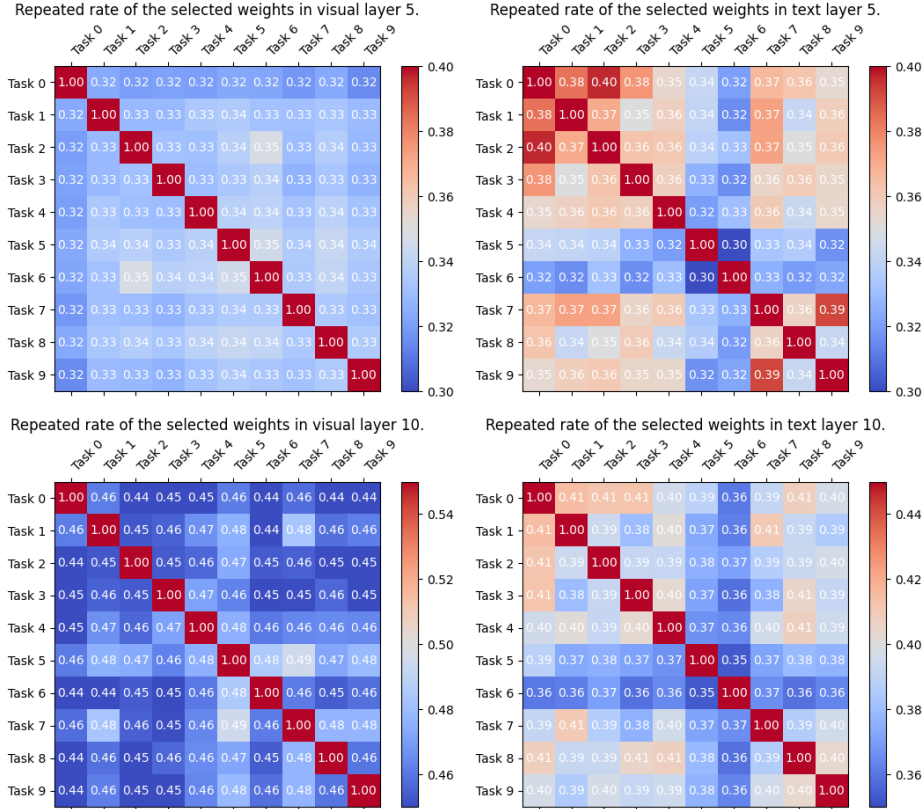 Repeated rate of the selected weights in visual layer 5.
Task 0 Task 1 Task 2 Task 3 Task 4 Task 5 Task 6 Task 7 Task 8 Task 9
Task 0 1.00 0.32 0.32 0.32 0.32 0.32 0.32 0.32 0.32 0.32
Task 1 0.32 1.00 0.33 0.33 0.33 0.34 0.33 0.33 0.33 0.33
Task 2 0.32 0.33 1.00 0.33 0.33 0.34 0.35 0.33 0.34 0.33
Task 3 0.32 0.33 0.33 1.00 0.33 0.33 0.34 0.33 0.33 0.33
Task 4 0.32 0.33 0.33 0.33 1.00 0.34 0.34 0.33 0.34 0.33
Task 5 0.32 0.34 0.34 0.33 0.34 1.00 0.35 0.34 0.34 0.34
Task 6 0.32 0.33 0.35 0.34 0.34 0.35 1.00 0.33 0.34 0.33
Task 7 0.32 0.33 0.33 0.33 0.33 0.34 0.33 1.00 0.33 0.33
Task 8 0.32 0.33 0.34 0.33 0.34 0.34 0.34 0.33 1.00 0.33
Task 9 0.32 0.33 0.33 0.33 0.33 0.34 0.33 0.33 0.33 1.00
0.40
0.38
0.36
0.34
0.32
0.30
Repeated rate of the selected weights in text layer 5.
Task 0 Task 1 Task 2 Task 3 Task 4 Task 5 Task 6 Task 7 Task 8 Task 9
Task 0 1.00 0.38 0.40 0.38 0.35 0.34 0.32 0.37 0.36 0.35
Task 1 0.38 1.00 0.37 0.35 0.36 0.34 0.32 0.37 0.34 0.36
Task 2 0.40 0.37 1.00 0.36 0.36 0.34 0.33 0.37 0.35 0.36
Task 3 0.38 0.35 0.36 1.00 0.36 0.33 0.32 0.36 0.36 0.35
Task 4 0.35 0.36 0.36 0.36 1.00 0.32 0.33 0.36 0.34 0.35
Task 5 0.34 0.34 0.34 0.33 0.32 1.00 0.30 0.33 0.34 0.32
Task 6 0.32 0.32 0.33 0.32 0.33 0.30 1.00 0.33 0.32 0.32
Task 7 0.37 0.37 0.37 0.36 0.36 0.33 0.33 1.00 0.36 0.39
Task 8 0.36 0.34 0.35 0.36 0.34 0.34 0.32 0.36 1.00 0.34
Task 9 0.35 0.36 0.36 0.35 0.35 0.32 0.32 0.39 0.34 1.00
0.40
0.38
0.36
0.34
0.32
0.30
Repeated rate of the selected weights in visual layer 10.
Task 0 Task 1 Task 2 Task 3 Task 4 Task 5 Task 6 Task 7 Task 8 Task 9
Task 0 1.00 0.46 0.44 0.45 0.45 0.46 0.44 0.46 0.44 0.44
Task 1 0.46 1.00 0.45 0.46 0.47 0.48 0.44 0.48 0.46 0.46
Task 2 0.44 0.45 1.00 0.45 0.46 0.47 0.45 0.46 0.45 0.45
Task 3 0.45 0.46 0.45 1.00 0.47 0.46 0.45 0.45 0.46 0.45
Task 4 0.45 0.47 0.46 0.47 1.00 0.48 0.46 0.46 0.46 0.46
Task 5 0.46 0.48 0.47 0.46 0.48 1.00 0.48 0.49 0.47 0.48
Task 6 0.44 0.44 0.45 0.45 0.46 0.48 1.00 0.46 0.45 0.46
Task 7 0.46 0.48 0.46 0.45 0.46 0.49 0.46 1.00 0.48 0.48
Task 8 0.44 0.46 0.45 0.46 0.46 0.47 0.45 0.48 1.00 0.46
Task 9 0.44 0.46 0.45 0.45 0.46 0.48 0.46 0.48 0.46 1.00
0.54
0.52
0.50
0.48
0.46
Repeated rate of the selected weights in text layer 10.
Task 0 Task 1 Task 2 Task 3 Task 4 Task 5 Task 6 Task 7 Task 8 Task 9
Task 0 1.00 0.41 0.41 0.41 0.40 0.39 0.36 0.39 0.41 0.40
Task 1 0.41 1.00 0.39 0.38 0.40 0.37 0.36 0.41 0.39 0.39
Task 2 0.41 0.39 1.00 0.39 0.39 0.38 0.37 0.39 0.39 0.40
Task 3 0.41 0.38 0.39 1.00 0.40 0.37 0.36 0.38 0.41 0.39
Task 4 0.40 0.40 0.39 0.40 1.00 0.37 0.36 0.40 0.41 0.39
Task 5 0.39 0.37 0.38 0.37 0.37 1.00 0.35 0.37 0.38 0.38
Task 6 0.36 0.36 0.37 0.36 0.36 0.35 1.00 0.37 0.36 0.36
Task 7 0.39 0.41 0.39 0.38 0.40 0.37 0.37 1.00 0.39 0.40
Task 8 0.41 0.39 0.39 0.41 0.41 0.38 0.36 0.39 1.00 0.40
Task 9 0.40 0.39 0.40 0.39 0.39 0.38 0.36 0.40 0.40 1.00
0.44
0.42
0.40
0.38
0.36